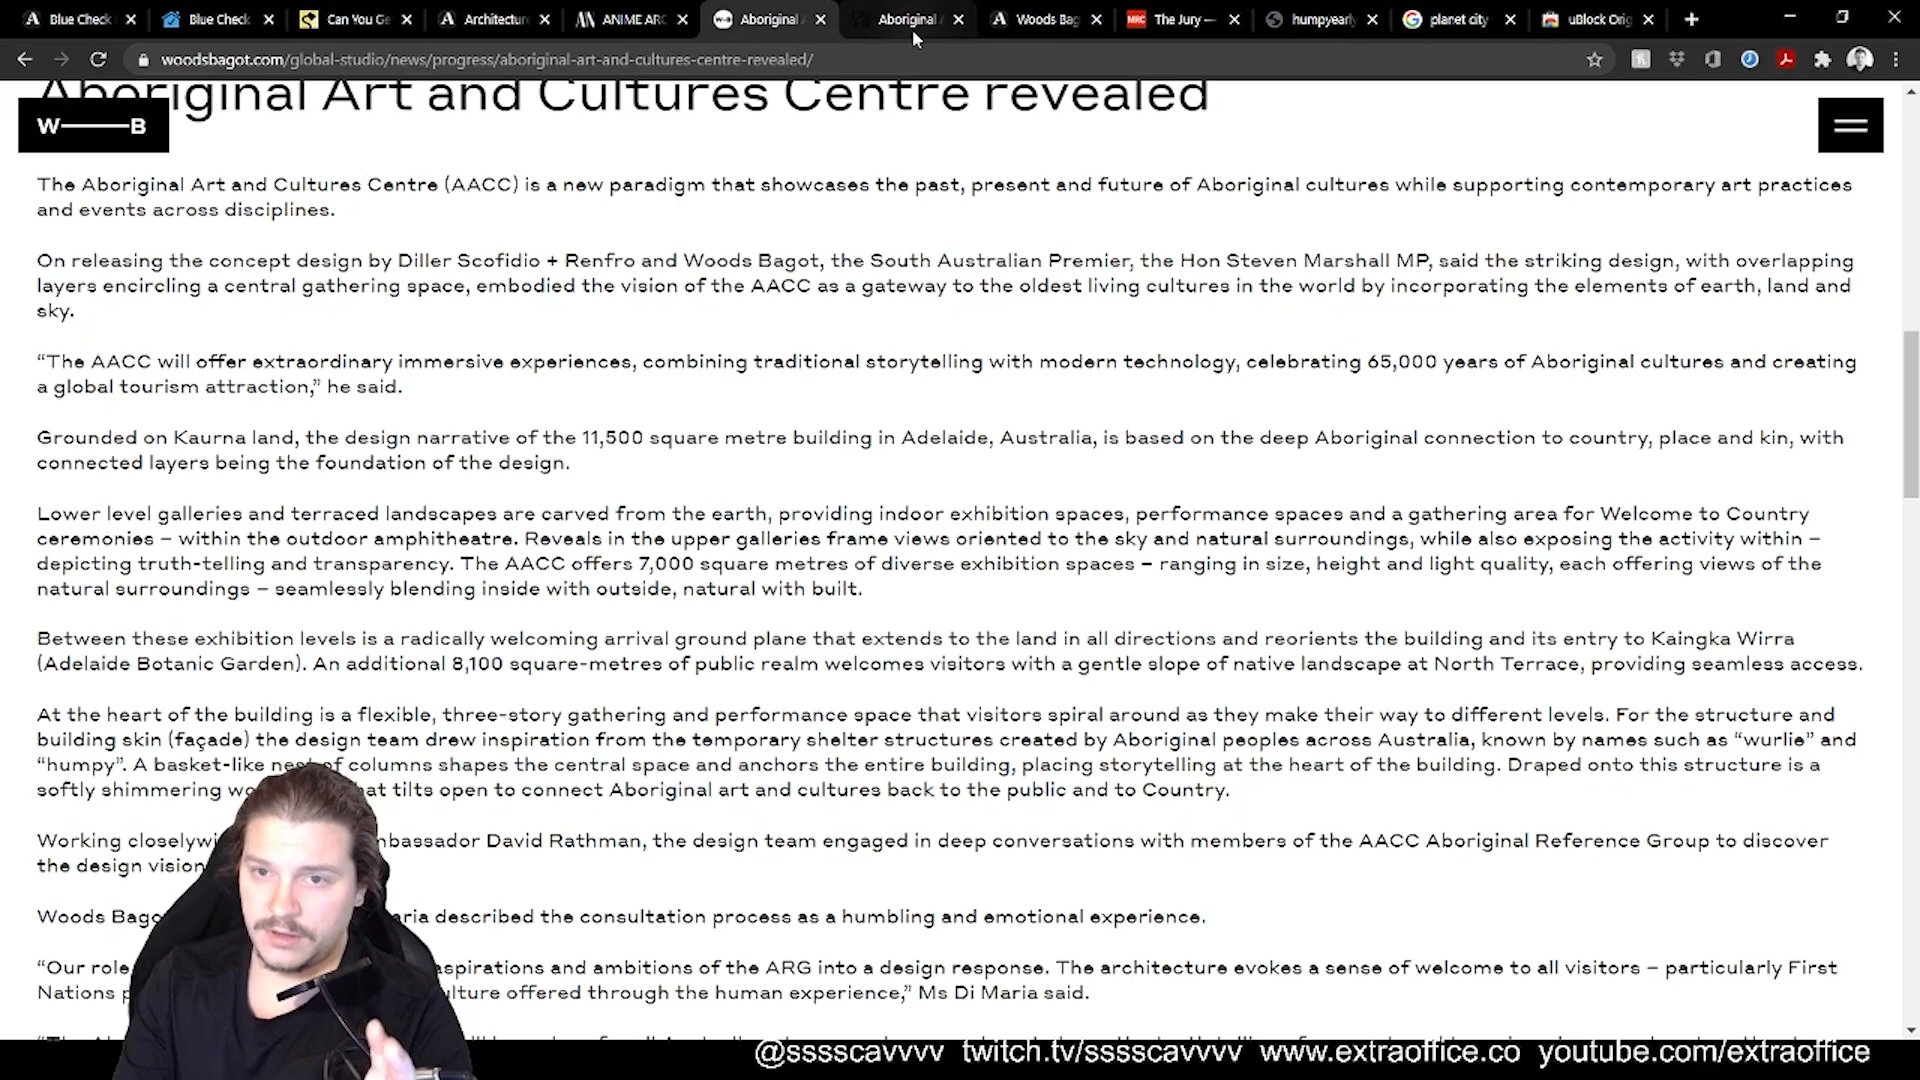 Blue Check
Blue Check
Can You Ge
Architecture
ANIME ARC
Aboriginal
Aboriginal
Woods Bag
The Jury —
humpyearly
planet city
uBlock Orig
woodsbagot.com/global-studio/news/progress/aboriginal-art-and-cultures-centre-revealed/
Aboriginal Art and Cultures Centre revealed
W—B
The Aboriginal Art and Cultures Centre (AACC) is a new paradigm that showcases the past, present and future of Aboriginal cultures while supporting contemporary art practices
and events across disciplines.
On releasing the concept design by Diller Scofidio + Renfro and Woods Bagot, the South Australian Premier, the Hon Steven Marshall MP, said the striking design, with overlapping
layers encircling a central gathering space, embodied the vision of the AACC as a gateway to the oldest living cultures in the world by incorporating the elements of earth, land and
sky.
“The AACC will offer extraordinary immersive experiences, combining traditional storytelling with modern technology, celebrating 65,000 years of Aboriginal cultures and creating
a global tourism attraction,” he said.
Grounded on Kaurna land, the design narrative of the 11,500 square metre building in Adelaide, Australia, is based on the deep Aboriginal connection to country, place and kin, with
connected layers being the foundation of the design.
Lower level galleries and terraced landscapes are carved from the earth, providing indoor exhibition spaces, performance spaces and a gathering area for Welcome to Country
ceremonies – within the outdoor amphitheatre. Reveals in the upper galleries frame views oriented to the sky and natural surroundings, while also exposing the activity within –
depicting truth-telling and transparency. The AACC offers 7,000 square metres of diverse exhibition spaces – ranging in size, height and light quality, each offering views of the
natural surroundings – seamlessly blending inside with outside, natural with built.
Between these exhibition levels is a radically welcoming arrival ground plane that extends to the land in all directions and reorients the building and its entry to Kaingka Wirra
(Adelaide Botanic Garden). An additional 8,100 square-metres of public realm welcomes visitors with a gentle slope of native landscape at North Terrace, providing seamless access.
At the heart of the building is a flexible, three-story gathering and performance space that visitors spiral around as they make their way to different levels. For the structure and
building skin (façade) the design team drew inspiration from the temporary shelter structures created by Aboriginal peoples across Australia, known by names such as “wurlie” and
“humpy”. A basket-like nest of columns shapes the central space and anchors the entire building, placing storytelling at the heart of the building. Draped onto this structure is a
softly shimmering that tilts open to connect Aboriginal art and cultures back to the public and to Country.
Working closely David Rathman, the design team engaged in deep conversations with members of the AACC Aboriginal Reference Group to discover
the design vision
Woods Bago described the consultation process as a humbling and emotional experience.
“Our role aspirations and ambitions of the ARG into a design response. The architecture evokes a sense of welcome to all visitors – particularly First
Nations offered through the human experience,” Ms Di Maria said.
@sssscavvvv twitch.tv/sssscavvvv www.extraoffice.co youtube.com/extraoffice